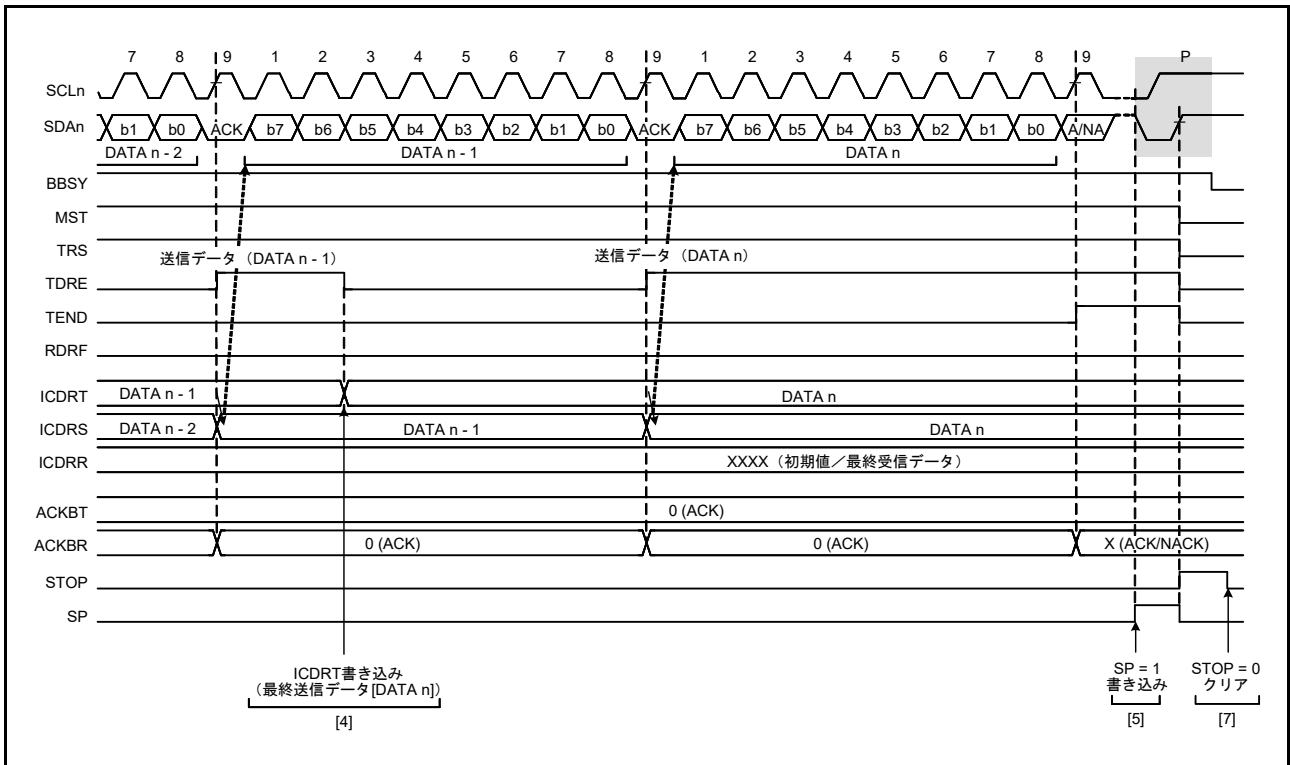 7 8 9 1 2 3 4 5 6 7 8 9 1 2 3 4 5 6 7 8 9 P
SCLn
SDAn b1 b0 ACK b7 b6 b5 b4 b3 b2 b1 b0 ACK b7 b6 b5 b4 b3 b2 b1 b0 A/NA
DATA n - 2 DATA n - 1 DATA n
BBSY
MST
TRS
送信データ（DATA n - 1） 送信データ（DATA n）
TDRE
TEND
RDRF
ICDRT DATA n - 1 DATA n
ICDRS DATA n - 2 DATA n - 1 DATA n
ICDRR XXXX（初期値／最終受信データ）
ACKBT 0 (ACK)
ACKBR 0 (ACK) 0 (ACK) X (ACK/NACK)
STOP
SP
ICDRT書き込み
（最終送信データ[DATA n]）
[4]
SP = 1
書き込み
[5]
STOP = 0
クリア
[7]